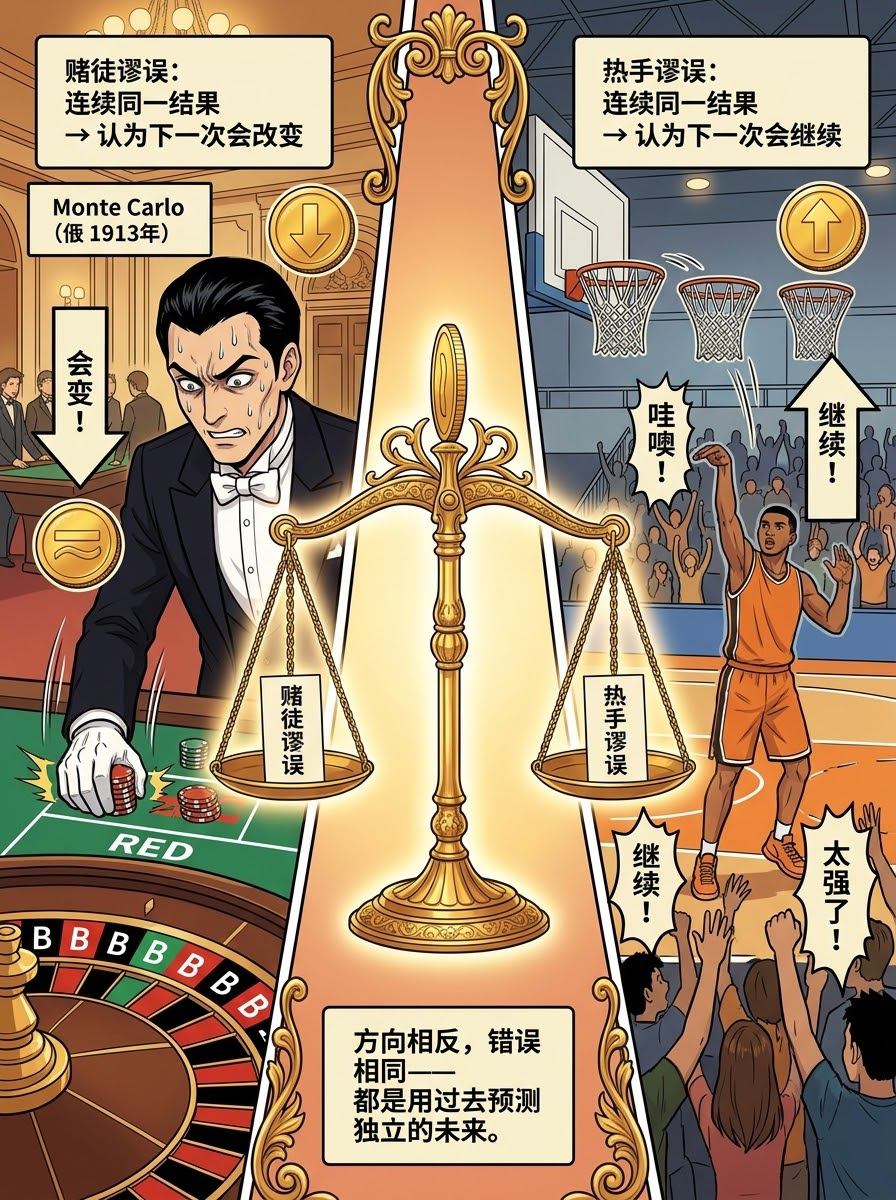 赌徒谬误：
连续同一结果
→ 认为下一次会改变
Monte Carlo
（俄 1913年）
会变！
赌徒谬误
RED
B B B B B B B B
热手谬误：
连续同一结果
→ 认为下一次会继续
哇噢！
继续！
热手谬误
继续！
太强了！
方向相反，错误
相同——
都是用过去预测
独立的未来。